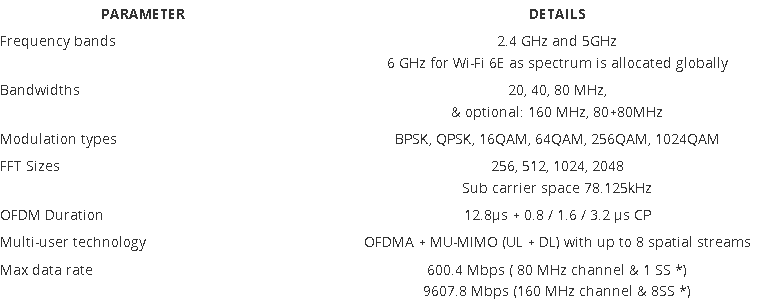 PARAMETER DETAILS
Frequency bands 2.4 GHz and 5GHz
6 GHz for Wi-Fi 6E as spectrum is allocated globally
Bandwidths 20, 40, 80 MHz,
& optional: 160 MHz, 80+80MHz
Modulation types BPSK, QPSK, 16QAM, 64QAM, 256QAM, 1024QAM
FFT Sizes 256, 512, 1024, 2048
Sub carrier space 78.125kHz
OFDM Duration 12.8µs + 0.8 / 1.6 / 3.2 µs CP
Multi-user technology OFDMA + MU-MIMO (UL + DL) with up to 8 spatial streams
Max data rate 600.4 Mbps ( 80 MHz channel & 1 SS *)
9607.8 Mbps (160 MHz channel & 8SS *)